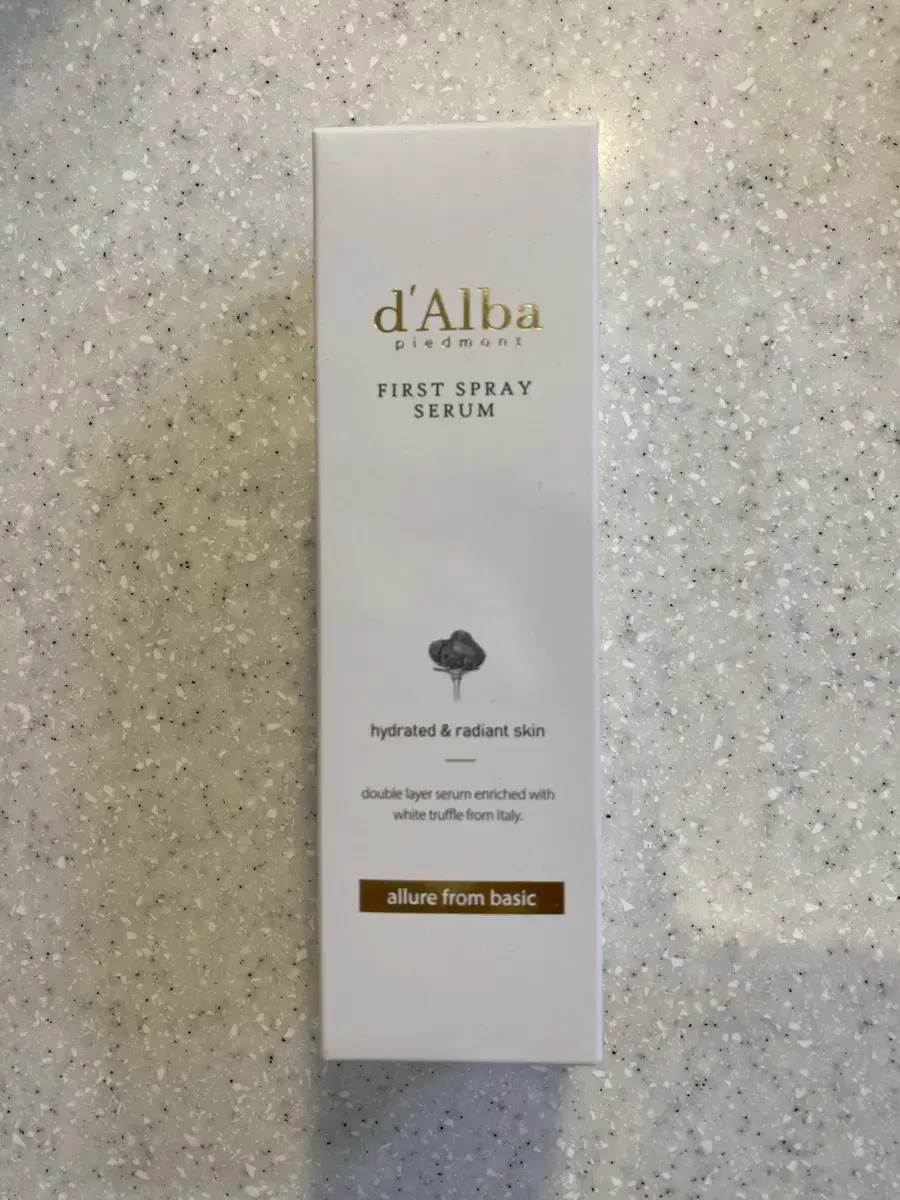 d'Alba
piedmont
FIRST SPRAY
SERUM
hydrated & radiant skin
double layer serum enriched with
white truffle from Italy.
allure from basic